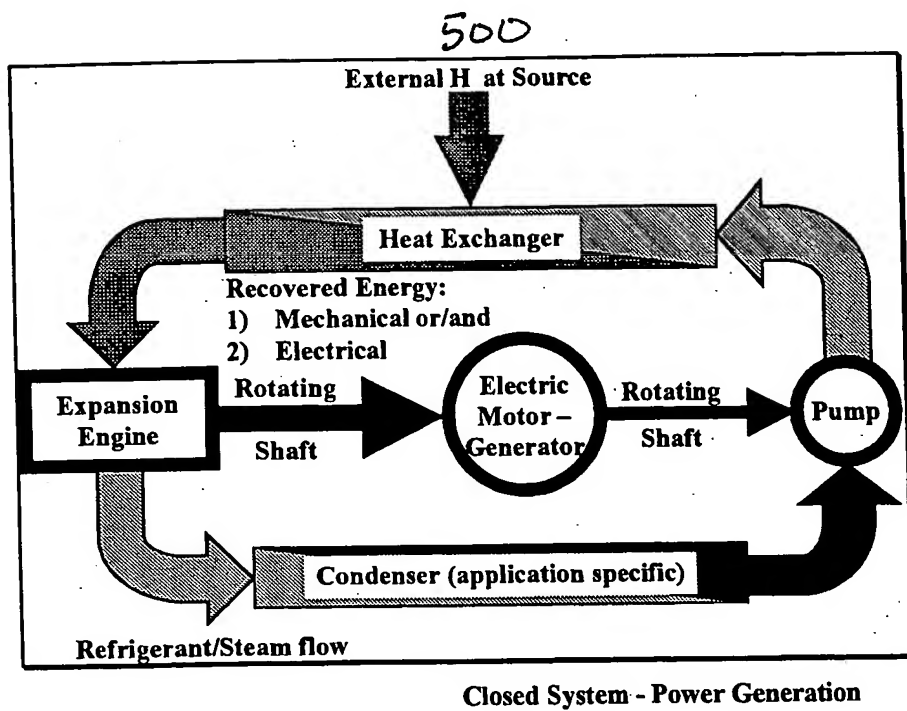 500
External H at Source
Heat Exchanger
Recovered Energy:
1) Mechanical or/and
2) Electrical
Expansion
Engine
Rotating
Shaft
Electric
Motor –
Generator
Rotating
Shaft
Pump
Condenser (application specific)
Refrigerant/Steam flow
Closed System - Power Generation